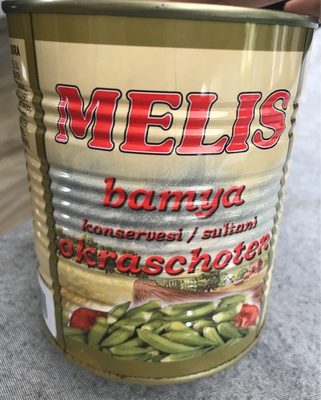 MELIS
bamya
konservesi / sultani
okraschoten